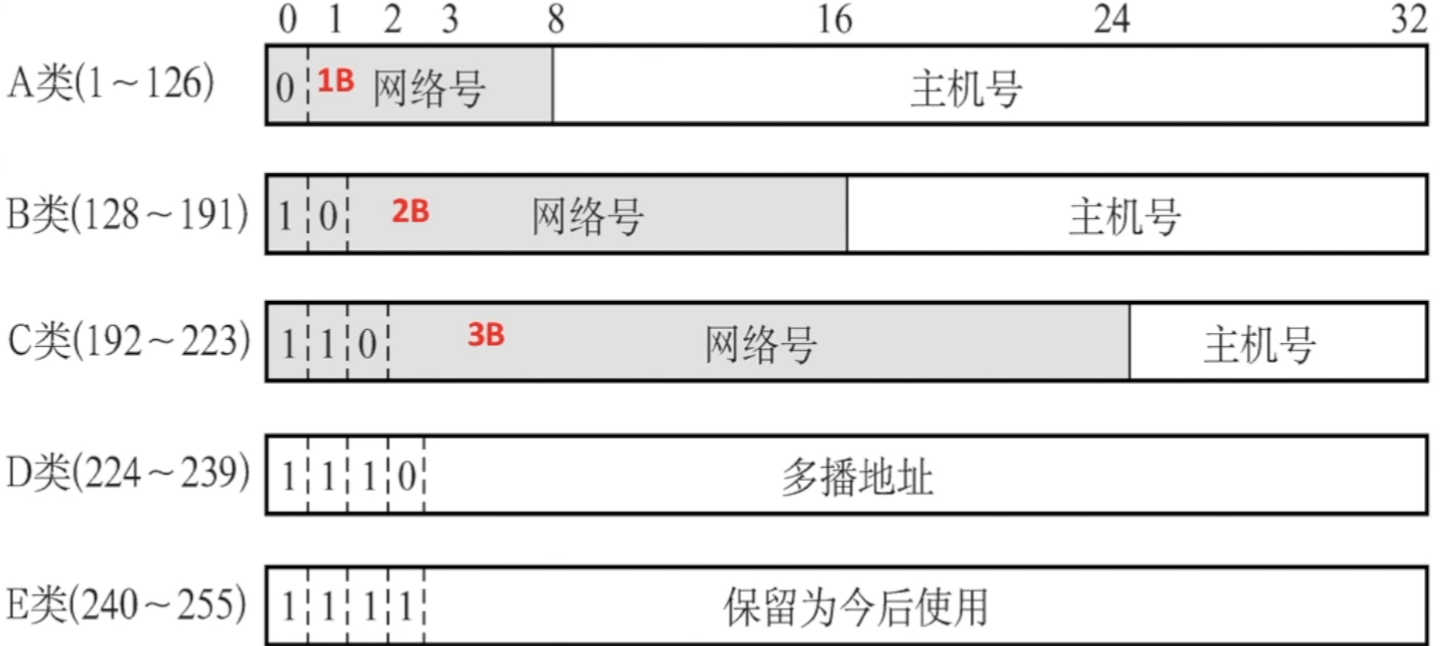 0 1 2 3 8 16 24 32
A类(1～126) 0 1B 网络号 主机号
B类(128～191) 1 0 2B 网络号 主机号
C类(192～223) 1 1 0 3B 网络号 主机号
D类(224～239) 1 1 1 0 多播地址
E类(240～255) 1 1 1 1 保留为今后使用